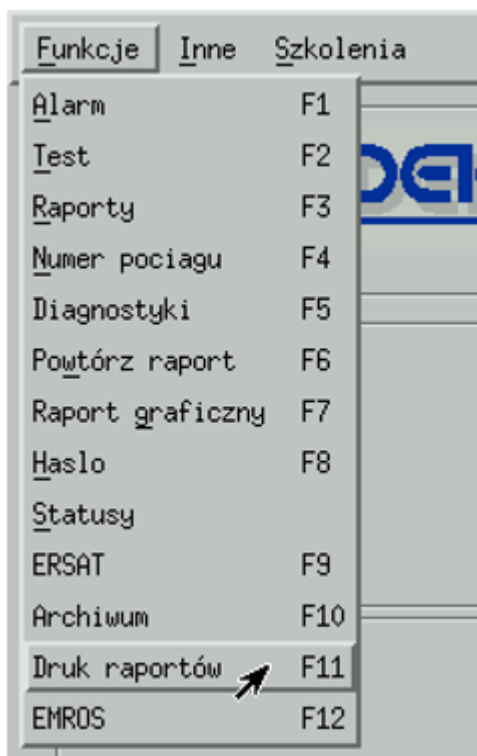 Funkcje Inne Szkolenia
Alarm F1
Test F2
Raporty F3
Numer pociagu F4
Diagnostyki F5
Powtórz raport F6
Raport graficzny F7
Haslo F8
Statusy
ERSAT F9
Archiwum F10
Druk raportów F11
EMROS F12